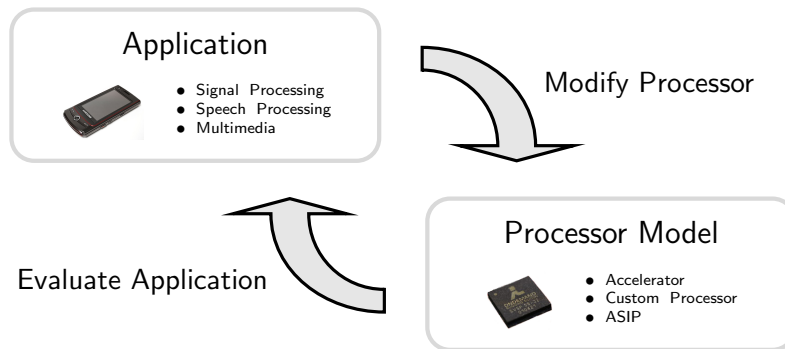 Application
• Signal Processing
• Speech Processing
• Multimedia
Modify Processor
Evaluate Application
Processor Model
• Accelerator
• Custom Processor
• ASIP